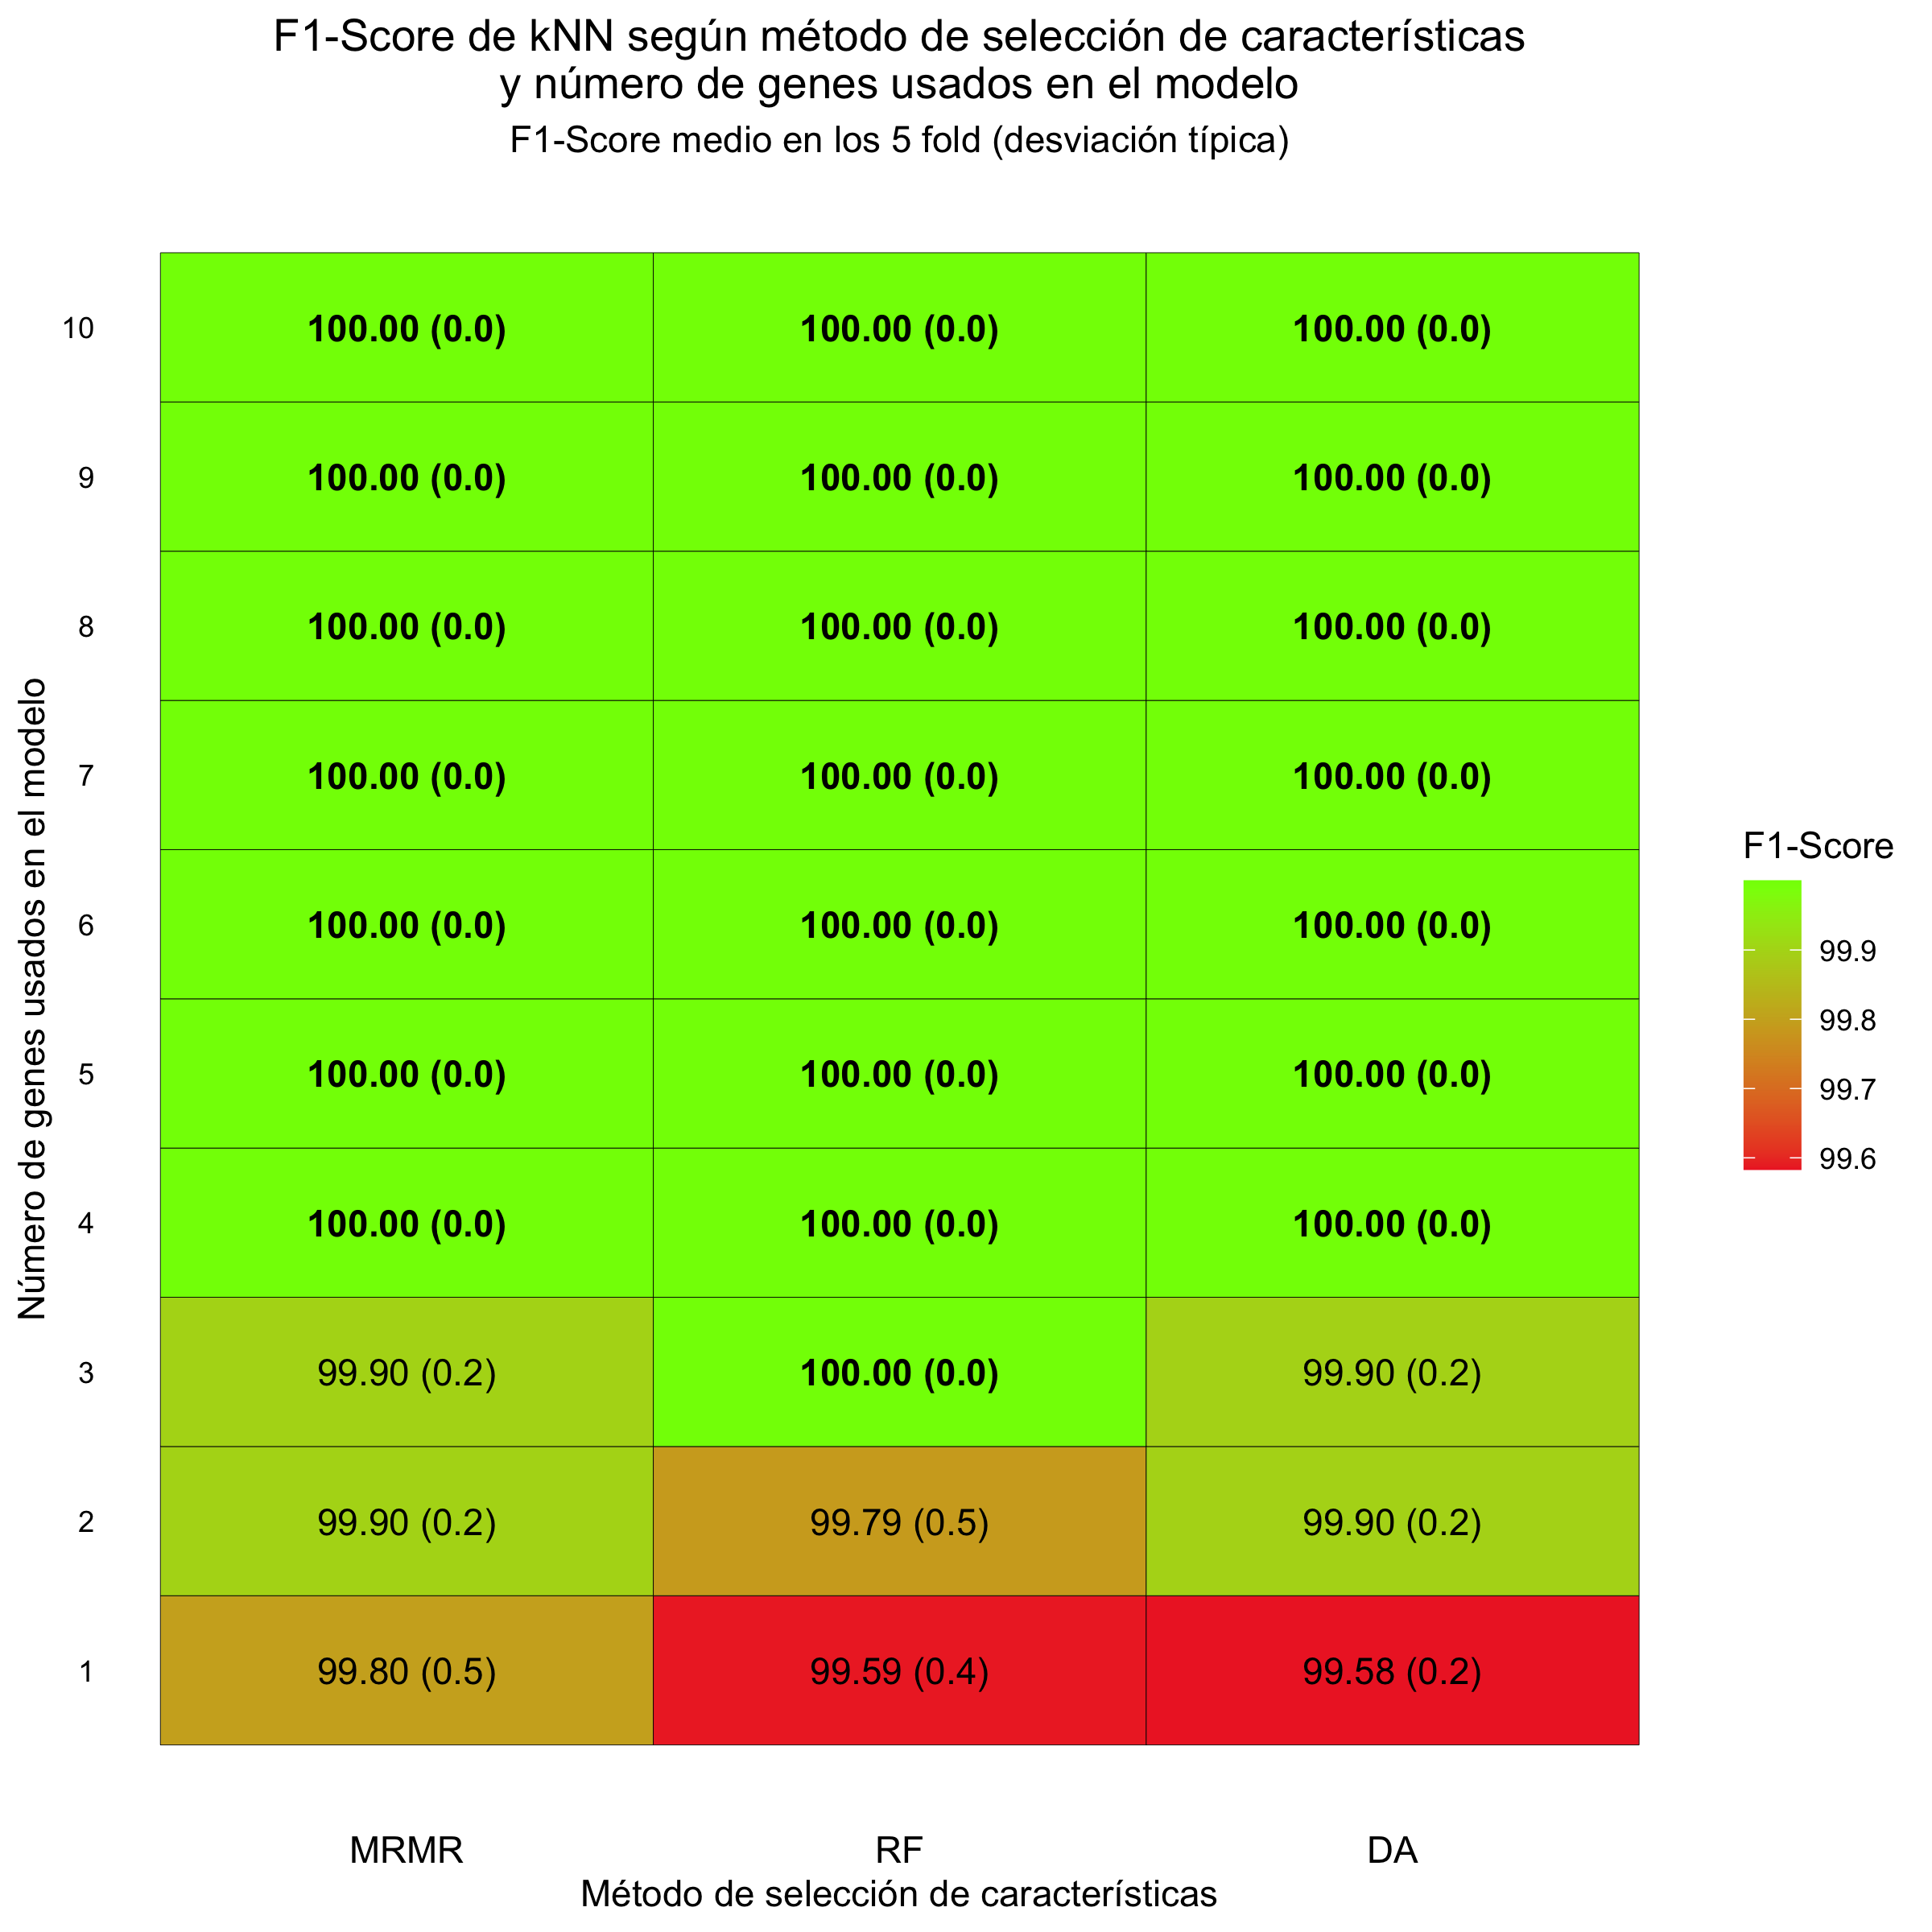 F1-Score de kNN según método de selección de características
y número de genes usados en el modelo
F1-Score medio en los 5 fold (desviación típica)
Número de genes usados en el modelo
10 100.00 (0.0) 100.00 (0.0) 100.00 (0.0)
9 100.00 (0.0) 100.00 (0.0) 100.00 (0.0)
8 100.00 (0.0) 100.00 (0.0) 100.00 (0.0)
7 100.00 (0.0) 100.00 (0.0) 100.00 (0.0)
6 100.00 (0.0) 100.00 (0.0) 100.00 (0.0)
5 100.00 (0.0) 100.00 (0.0) 100.00 (0.0)
4 100.00 (0.0) 100.00 (0.0) 100.00 (0.0)
3 99.90 (0.2) 100.00 (0.0) 99.90 (0.2)
2 99.90 (0.2) 99.79 (0.5) 99.90 (0.2)
1 99.80 (0.5) 99.59 (0.4) 99.58 (0.2)
MRMR RF DA
Método de selección de características
F1-Score
99.9
99.8
99.7
99.6